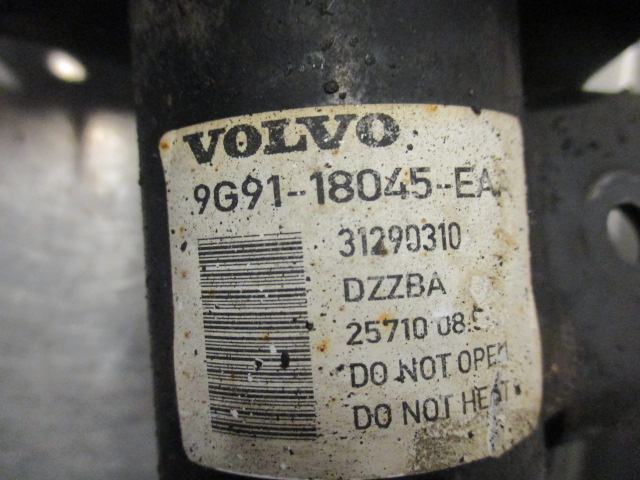 VOLVO
9G91-18045-EA
31290310
DZZBA
25710 08:
DO NOT OPEN
DO NOT HEAT